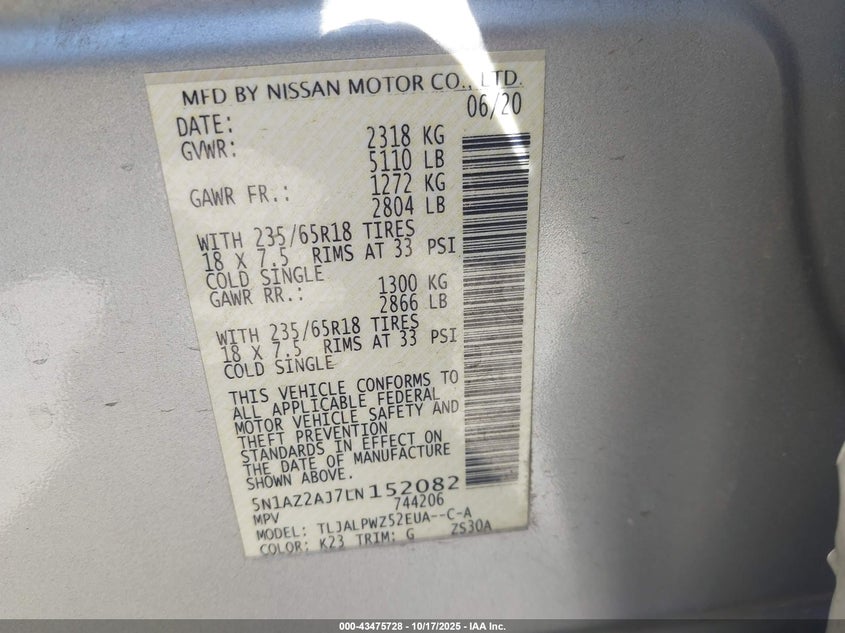 MFD BY NISSAN MOTOR CO., LTD.
DATE: 06/20
GVWR: 2318 KG
5110 LB
GAWR FR.: 1272 KG
2804 LB
WITH 235/65R18 TIRES
18 X 7.5 RIMS AT 33 PSI
COLD SINGLE
GAWR RR.: 1300 KG
2866 LB
WITH 235/65R18 TIRES
18 X 7.5 RIMS AT 33 PSI
COLD SINGLE
THIS VEHICLE CONFORMS TO
ALL APPLICABLE FEDERAL
MOTOR VEHICLE SAFETY AND
THEFT PREVENTION
STANDARDS IN EFFECT ON
THE DATE OF MANUFACTURE
SHOWN ABOVE.
5N1AZ2AJ7LN152082
MPV 744206
MODEL: TLJALPWZ52EUA--C-A
COLOR: K23 TRIM: G ZS30A
000-43475728 - 10/17/2025 - IAA Inc.